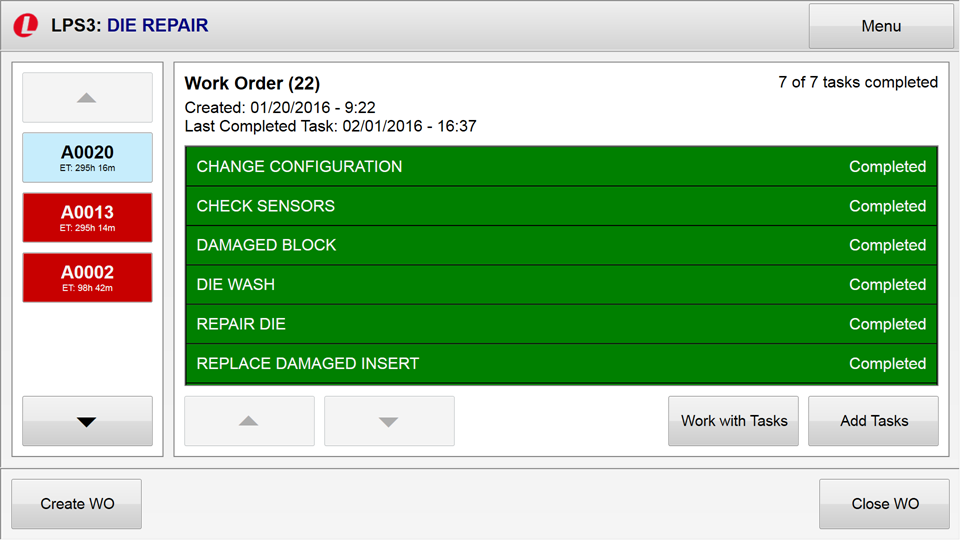 L LPS3: DIE REPAIR
Menu
A0020
ET: 295h 16m
A0013
ET: 295h 14m
A0002
ET: 98h 42m
Work Order (22)
7 of 7 tasks completed
Created: 01/20/2016 - 9:22
Last Completed Task: 02/01/2016 - 16:37
CHANGE CONFIGURATION Completed
CHECK SENSORS Completed
DAMAGED BLOCK Completed
DIE WASH Completed
REPAIR DIE Completed
REPLACE DAMAGED INSERT Completed
Work with Tasks
Add Tasks
Create WO
Close WO